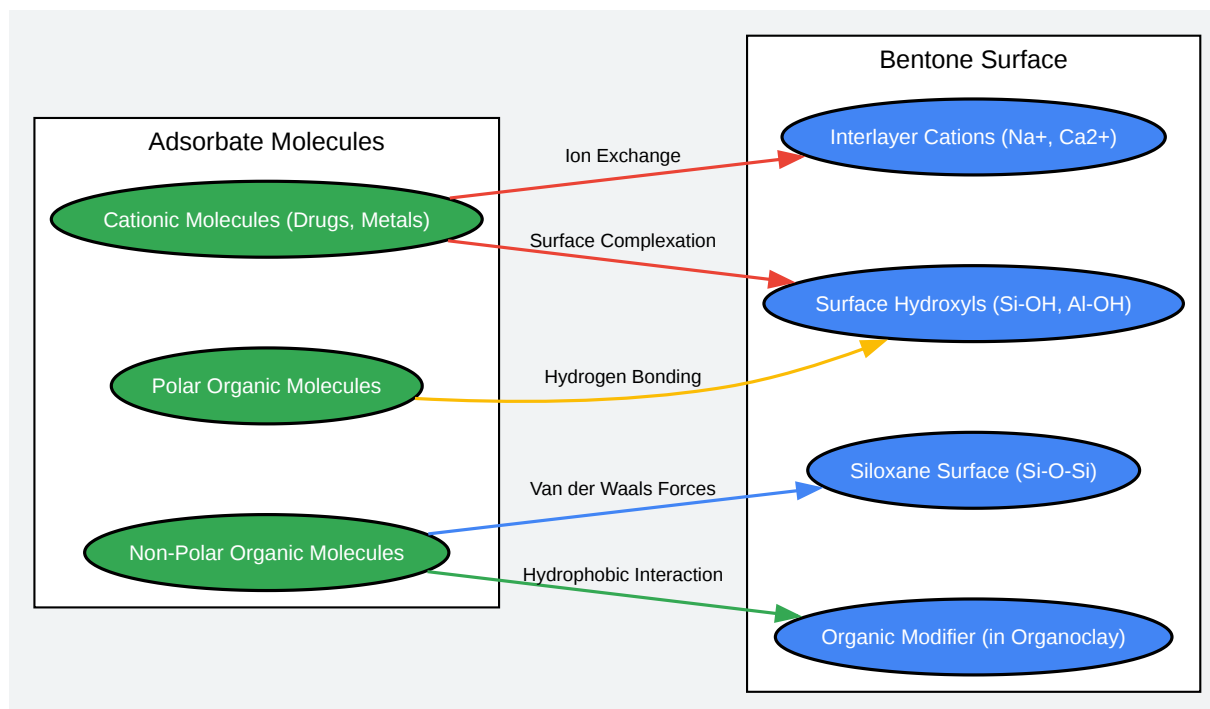 Bentone Surface
Adsorbate Molecules
Interlayer Cations (Na+, Ca2+)
Ion Exchange
Cationic Molecules (Drugs, Metals)
Surface Complexation
Surface Hydroxyls (Si-OH, Al-OH)
Hydrogen Bonding
Polar Organic Molecules
Siloxane Surface (Si-O-Si)
Van der Waals Forces
Non-Polar Organic Molecules
Hydrophobic Interaction
Organic Modifier (in Organoclay)